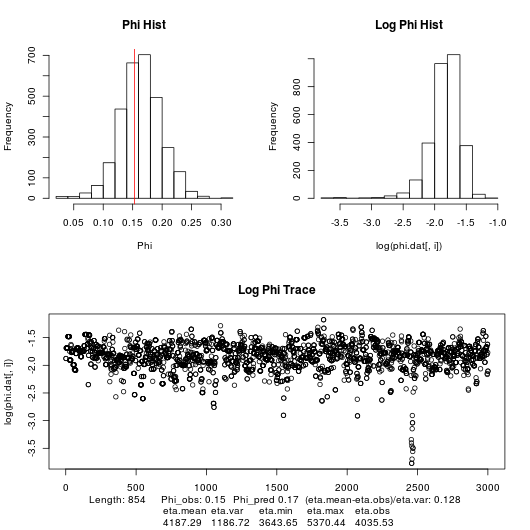 Phi Hist
Log Phi Hist
Frequency
0 100 300 500 700
0.05 0.10 0.15 0.20 0.25 0.30
Phi
Frequency
0 200 400 600 800
-3.5 -3.0 -2.5 -2.0 -1.5 -1.0
log(phi.dat[, i])
Log Phi Trace
log(phi.dat[, i])
-3.5 -3.0 -2.5 -2.0 -1.5
0 500 1000 1500 2000 2500 3000
Length: 854 Phi_obs: 0.15 Phi_pred 0.17 (eta.mean-eta.obs)/eta.var: 0.128
eta.mean eta.var eta.min eta.max eta.obs
4187.29 1186.72 3643.65 5370.44 4035.53